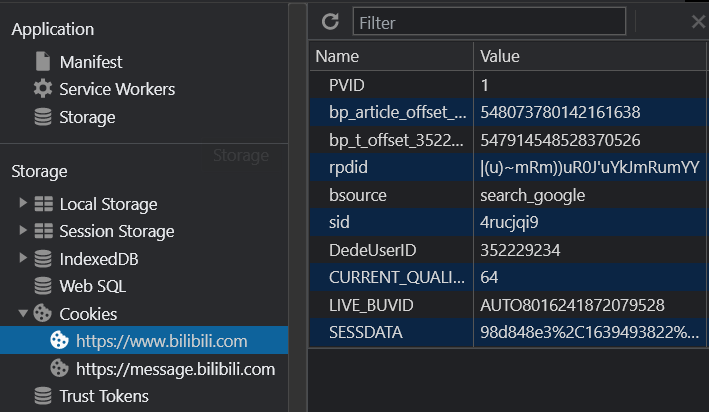 Application
Manifest
Service Workers
Storage
Storage
Storage
Local Storage
Session Storage
IndexedDB
Web SQL
Cookies
https://www.bilibili.com
https://message.bilibili.com
Trust Tokens
Filter
Name Value
PVID 1
bp_article_offset_... 548073780142161638
bp_t_offset_3522... 547914548528370526
rpdid |(u)~mRm))uR0J'uYkJmRumYY
bsource search_google
sid 4rucjqi9
DedeUserID 352229234
CURRENT_QUALI... 64
LIVE_BUVID AUTO8016241872079528
SESSDATA 98d848e3%2C1639493822%...